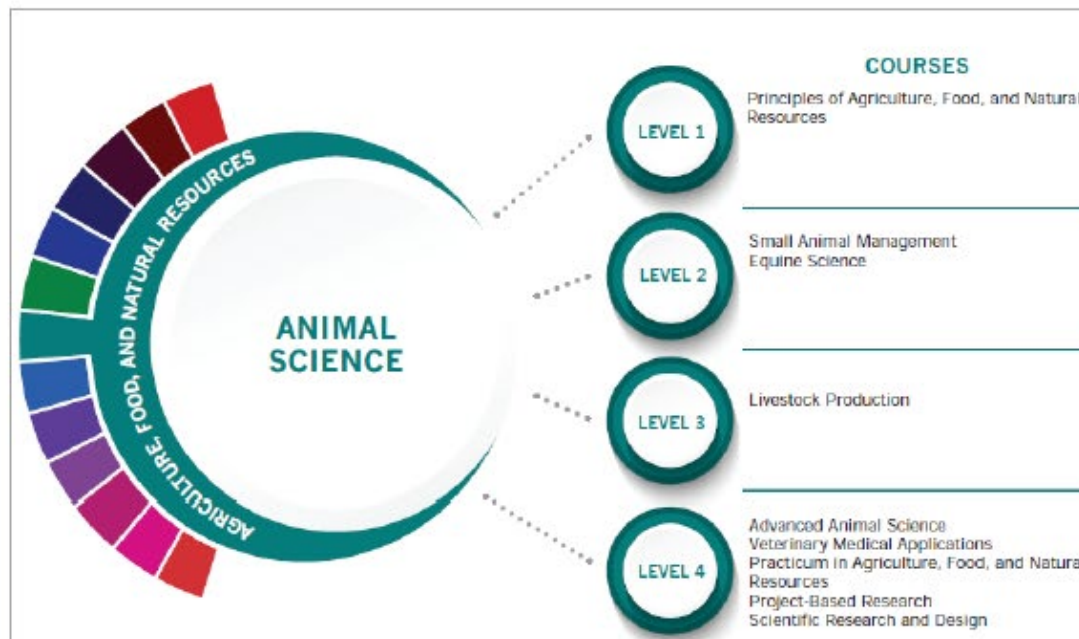 AGRICULTURE, FOOD, AND NATURAL RESOURCES
ANIMAL
SCIENCE
COURSES
LEVEL 1
Principles of Agriculture, Food, and Natural
Resources
LEVEL 2
Small Animal Management
Equine Science
LEVEL 3
Livestock Production
LEVEL 4
Advanced Animal Science
Veterinary Medical Applications
Practicum in Agriculture, Food, and Natura
Resources
Project-Based Research
Scientific Research and Design